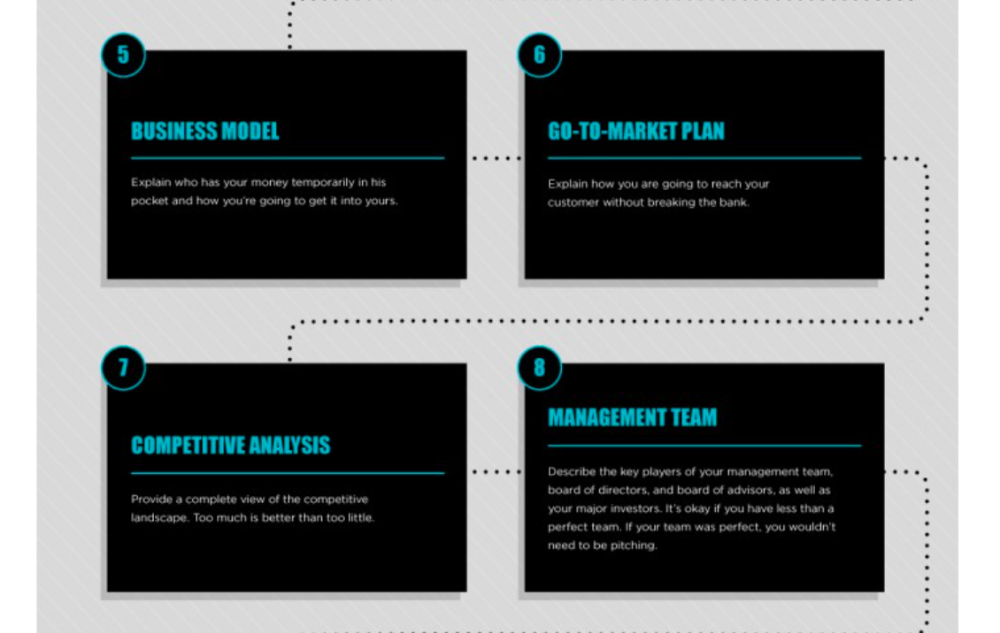 5
BUSINESS MODEL
Explain who has your money temporarily in his
pocket and how you're going to get it into yours.
6
GO-TO-MARKET PLAN
Explain how you are going to reach your
customer without breaking the bank.
7
COMPETITIVE ANALYSIS
Provide a complete view of the competitive
landscape. Too much is better than too little.
8
MANAGEMENT TEAM
Describe the key players of your management team,
board of directors, and board of advisors, as well as
your major investors. It's okay if you have less than a
perfect team. If your team was perfect, you wouldn't
need to be pitching.